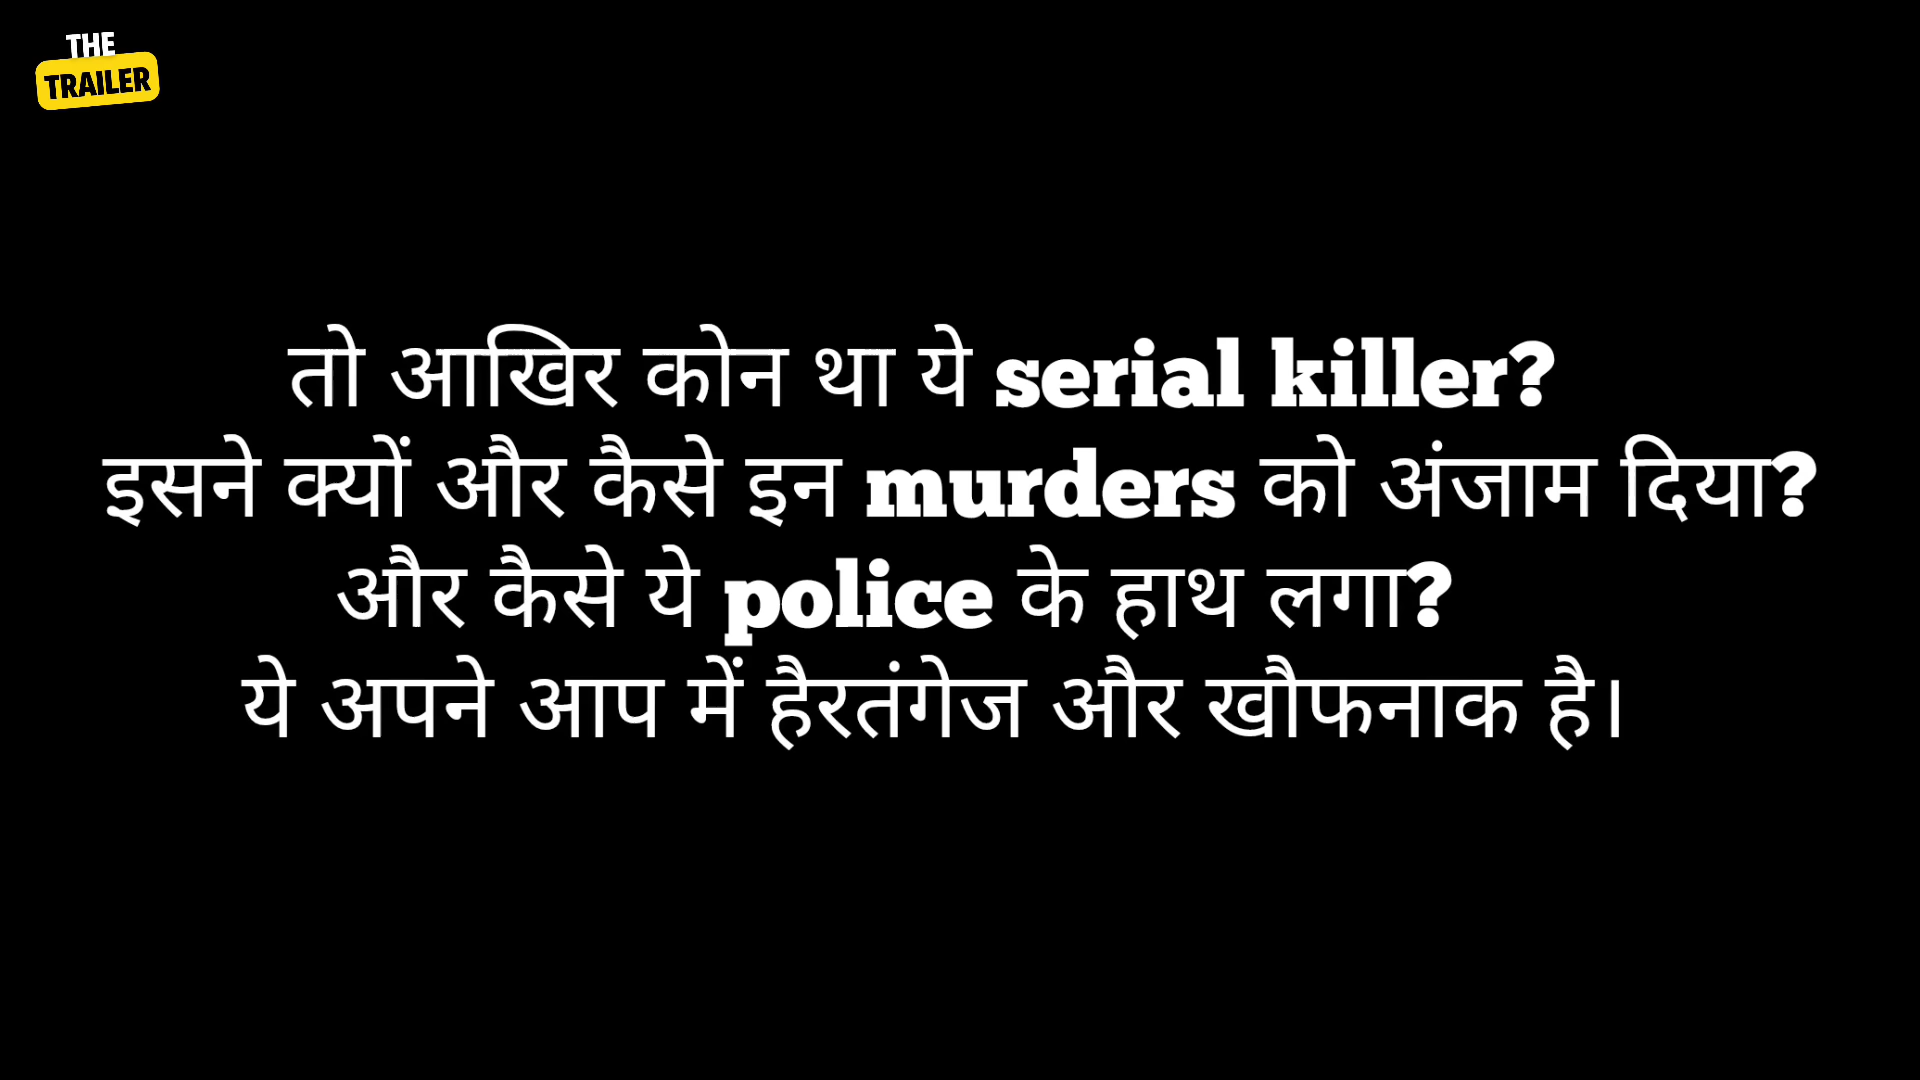 THE
TRAILER
तो आखिर कोन था ये serial killer?
इसने क्यों और कैसे इन murders को अंजाम दिया?
और कैसे ये police के हाथ लगा?
ये अपने आप में हैरतंगेज और खौफनाक है।